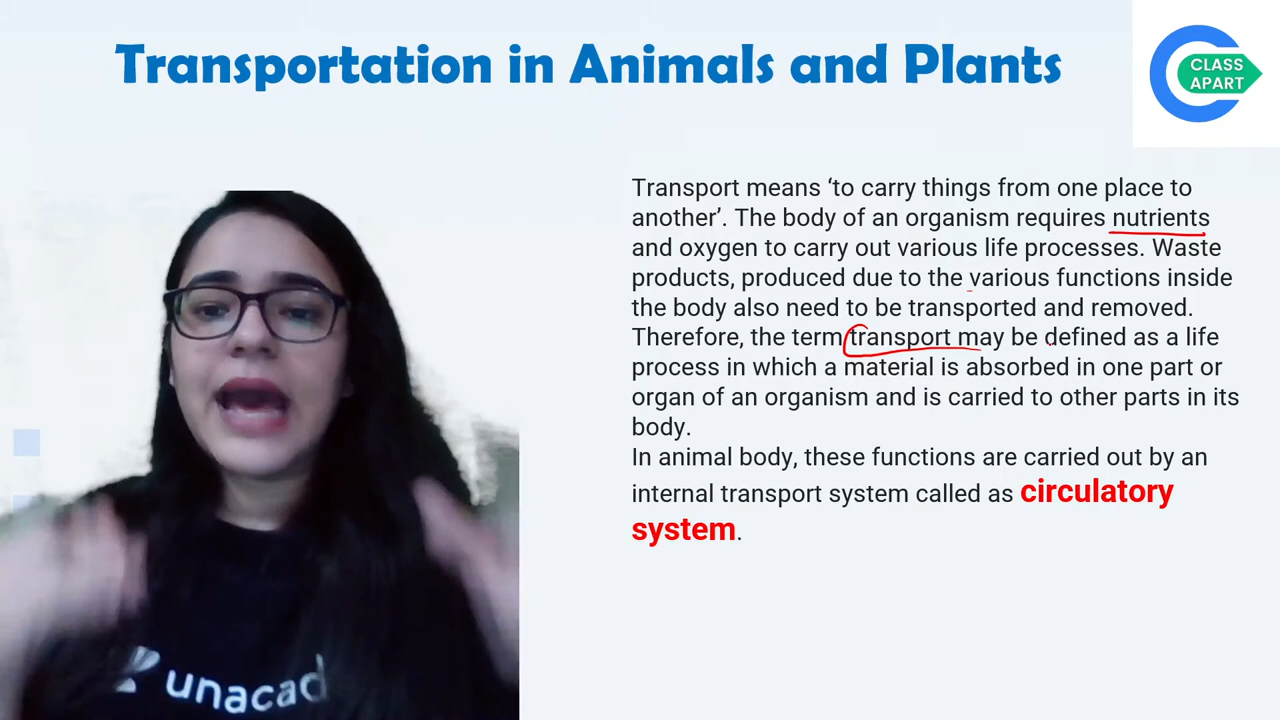 Transportation in Animals and Plants
CLASS
APART
Transport means ‘to carry things from one place to
another’. The body of an organism requires nutrients
and oxygen to carry out various life processes. Waste
products, produced due to the various functions inside
the body also need to be transported and removed.
Therefore, the term transport may be defined as a life
process in which a material is absorbed in one part or
organ of an organism and is carried to other parts in its
body.
In animal body, these functions are carried out by an
internal transport system called as circulatory
system.
unacad